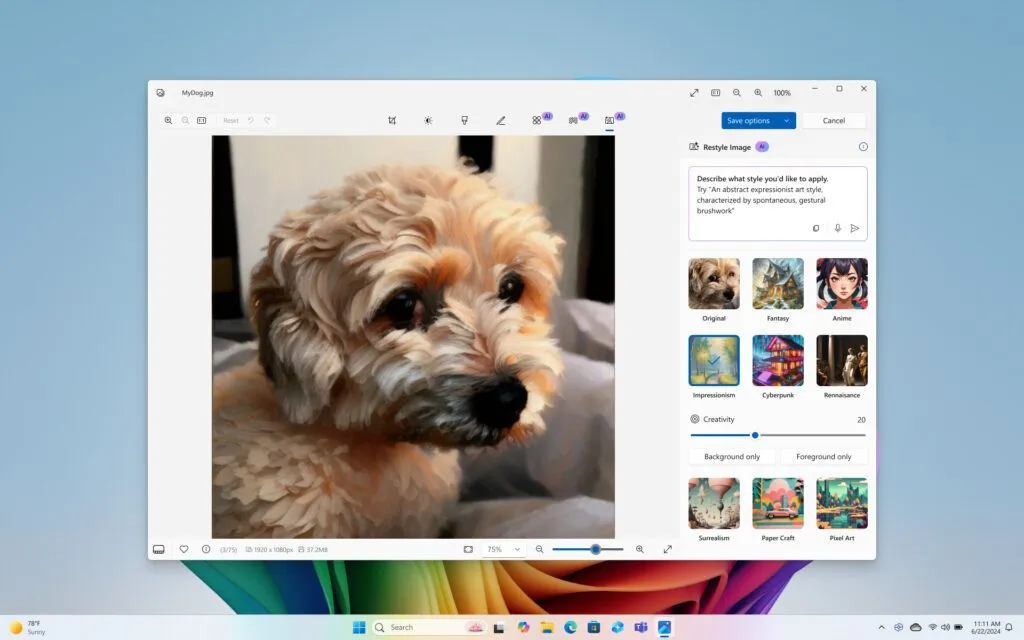 MyDog.jpg
100%
Reset
AI
AI
AI
Save options
Cancel
Restyle Image
AI
Describe what style you'd like to apply.
Try "An abstract expressionist art style,
characterized by spontaneous, gestural
brushwork"
Original
Fantasy
Anime
Impressionism
Cyberpunk
Rennaisance
Creativity
20
Background only
Foreground only
Surrealism
Paper Craft
Pixel Art
(3/75)
1920 x 1080px
37.2MB
75%
78°F
Sunny
Search
11:11 AM
6/22/2024